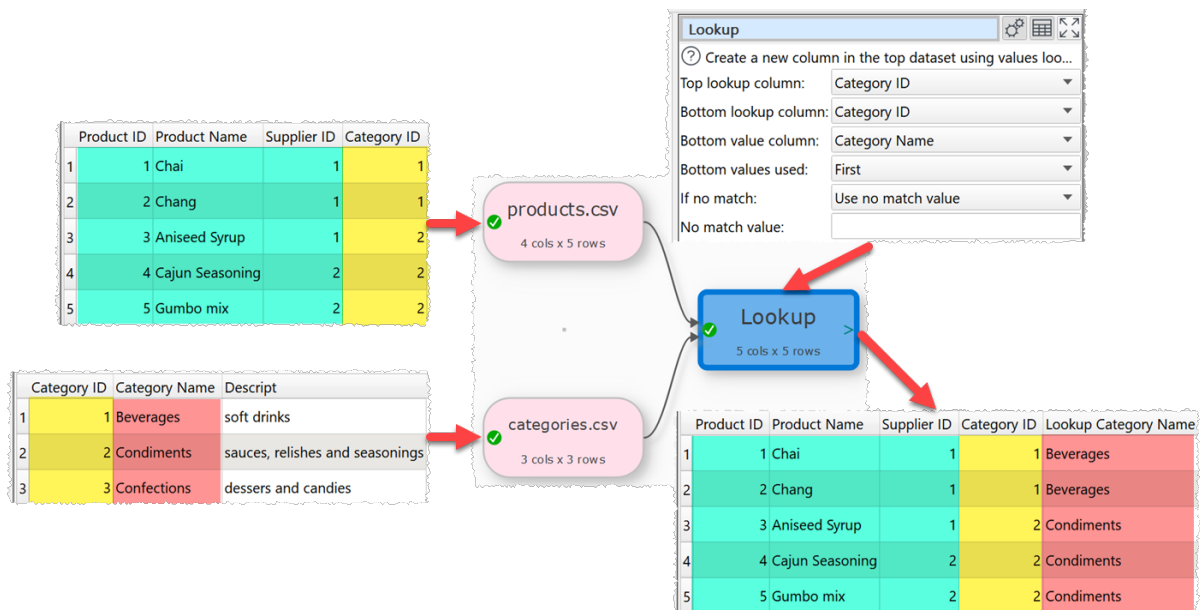 Lookup
Create a new column in the top dataset using values loo...
Top lookup column: Category ID
Bottom lookup column: Category ID
Bottom value column: Category Name
Bottom values used: First
If no match: Use no match value
No match value:
Product ID Product Name Supplier ID Category ID
1 1 Chai 1 1
2 2 Chang 1 1
3 3 Aniseed Syrup 1 2
4 4 Cajun Seasoning 2 2
5 5 Gumbo mix 2 2
products.csv
4 cols x 5 rows
Lookup
5 cols x 5 rows
Category ID Category Name Descript
1 1 Beverages soft drinks
2 2 Condiments sauces, relishes and seasonings
3 3 Confections dessers and candies
categories.csv
3 cols x 3 rows
Product ID Product Name Supplier ID Category ID Lookup Category Name
1 1 Chai 1 1 Beverages
2 2 Chang 1 1 Beverages
3 3 Aniseed Syrup 1 2 Condiments
4 4 Cajun Seasoning 2 2 Condiments
5 5 Gumbo mix 2 2 Condiments